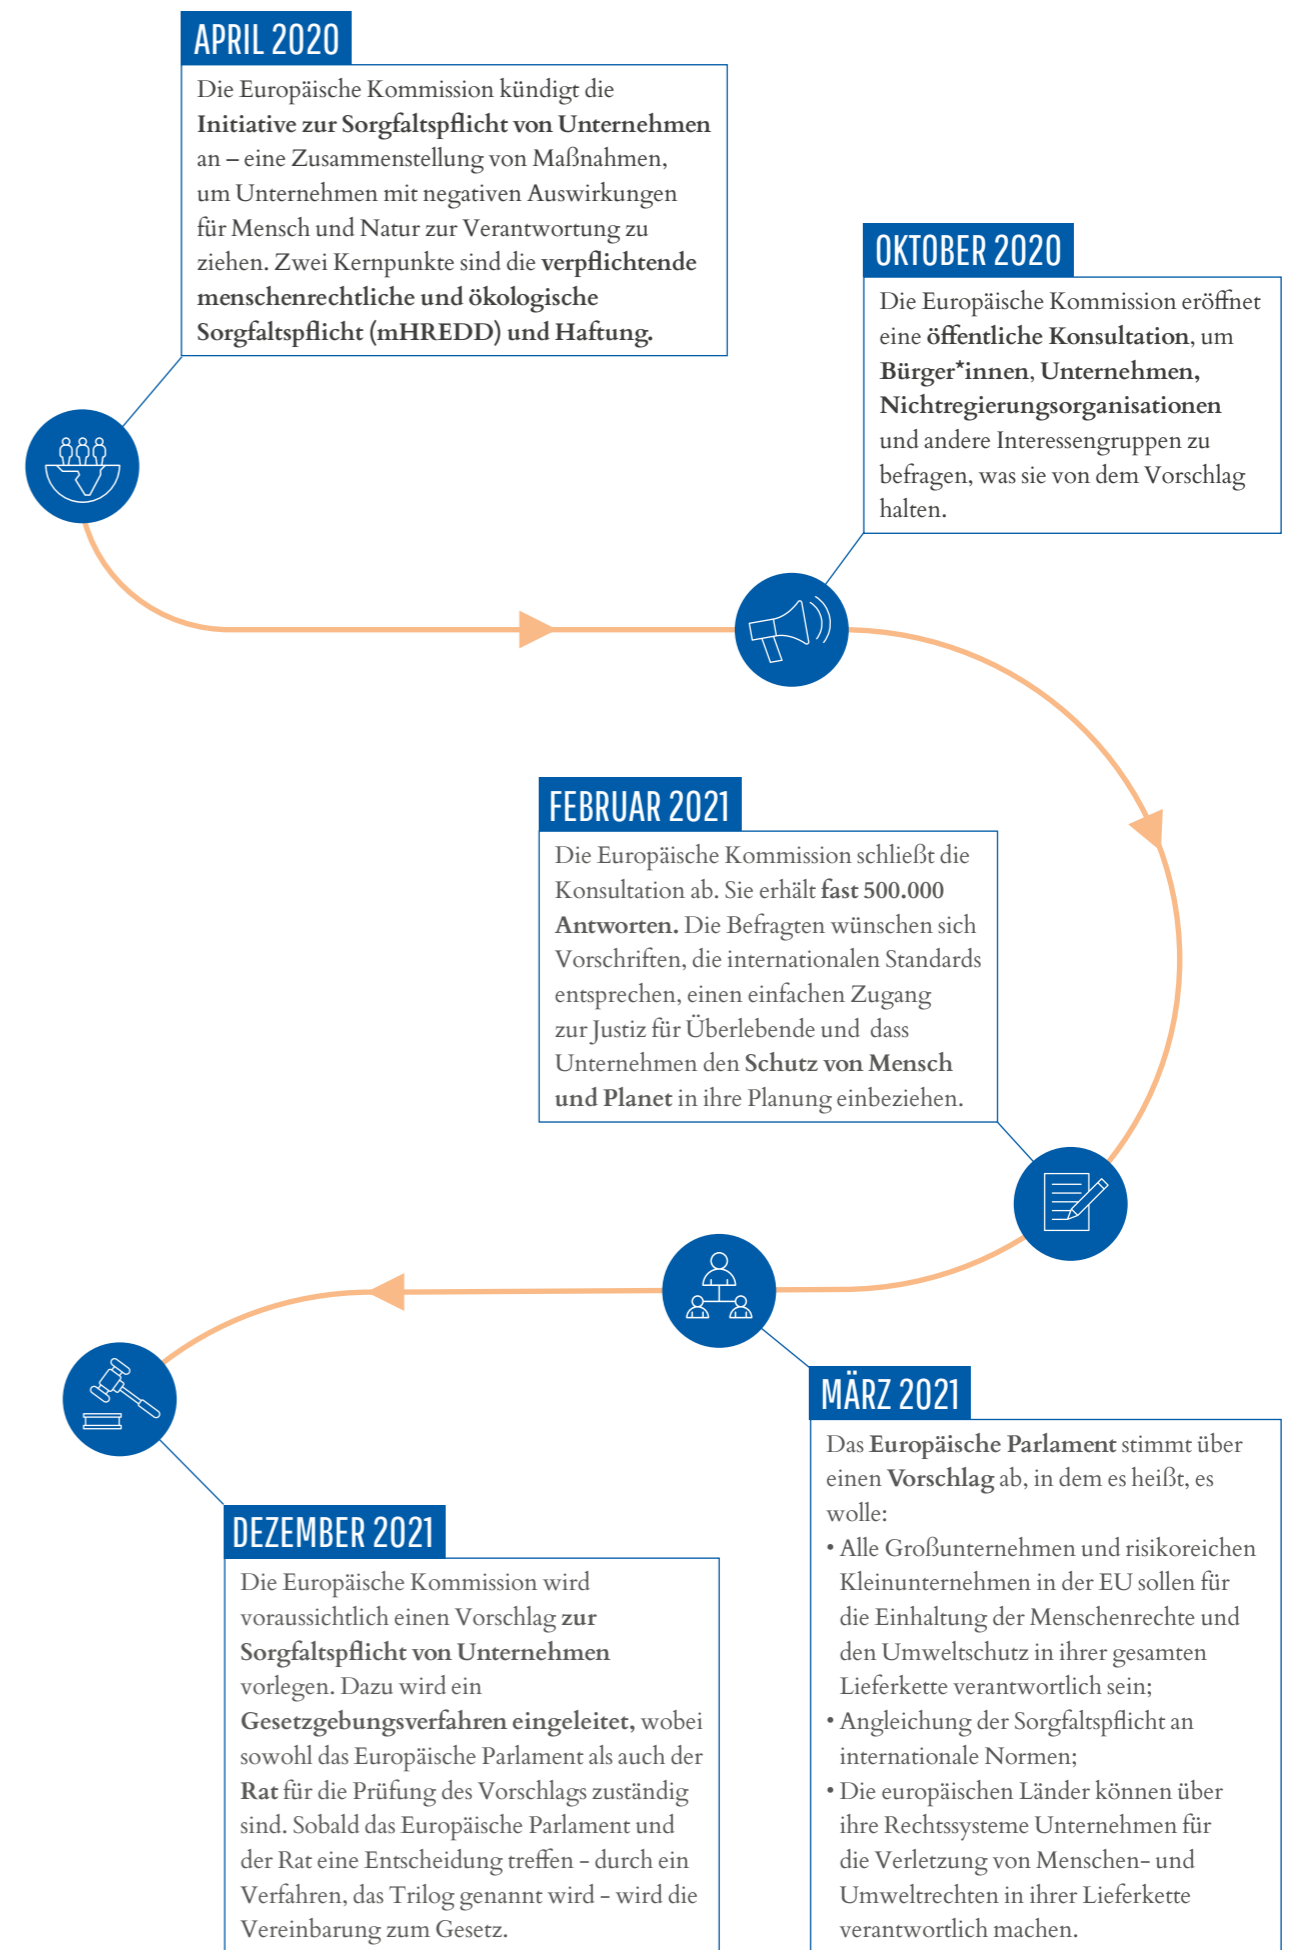 APRIL 2020
Die Europäische Kommission kündigt die
Initiative zur Sorgfaltspflicht von Unternehmen
an – eine Zusammenstellung von Maßnahmen,
um Unternehmen mit negativen Auswirkungen
für Mensch und Natur zur Verantwortung zu
ziehen. Zwei Kernpunkte sind die verpflichtende
menschenrechtliche und ökologische
Sorgfaltspflicht (mHREDD) und Haftung.
OKTOBER 2020
Die Europäische Kommission eröffnet
eine öffentliche Konsultation, um
Bürger*innen, Unternehmen,
Nichtregierungsorganisationen
und andere Interessengruppen zu
befragen, was sie von dem Vorschlag
halten.
FEBRUAR 2021
Die Europäische Kommission schließt die
Konsultation ab. Sie erhält fast 500.000
Antworten. Die Befragten wünschen sich
Vorschriften, die internationalen Standards
entsprechen, einen einfachen Zugang
zur Justiz für Überlebende und dass
Unternehmen den Schutz von Mensch
und Planet in ihre Planung einbeziehen.
MÄRZ 2021
Das Europäische Parlament stimmt über
einen Vorschlag ab, in dem es heißt, es
wolle:
• Alle Großunternehmen und risikoreichen
Kleinunternehmen in der EU sollen für
die Einhaltung der Menschenrechte und
den Umweltschutz in ihrer gesamten
Lieferkette verantwortlich sein;
• Angleichung der Sorgfaltspflicht an
internationale Normen;
• Die europäischen Länder können über
ihre Rechtssysteme Unternehmen für
die Verletzung von Menschen- und
Umweltrechten in ihrer Lieferkette
verantwortlich machen.
DEZEMBER 2021
Die Europäische Kommission wird
voraussichtlich einen Vorschlag zur
Sorgfaltspflicht von Unternehmen
vorlegen. Dazu wird ein
Gesetzgebungsverfahren eingeleitet, wobei
sowohl das Europäische Parlament als auch der
Rat für die Prüfung des Vorschlags zuständig
sind. Sobald das Europäische Parlament und
der Rat eine Entscheidung treffen - durch ein
Verfahren, das Trilog genannt wird - wird die
Vereinbarung zum Gesetz.